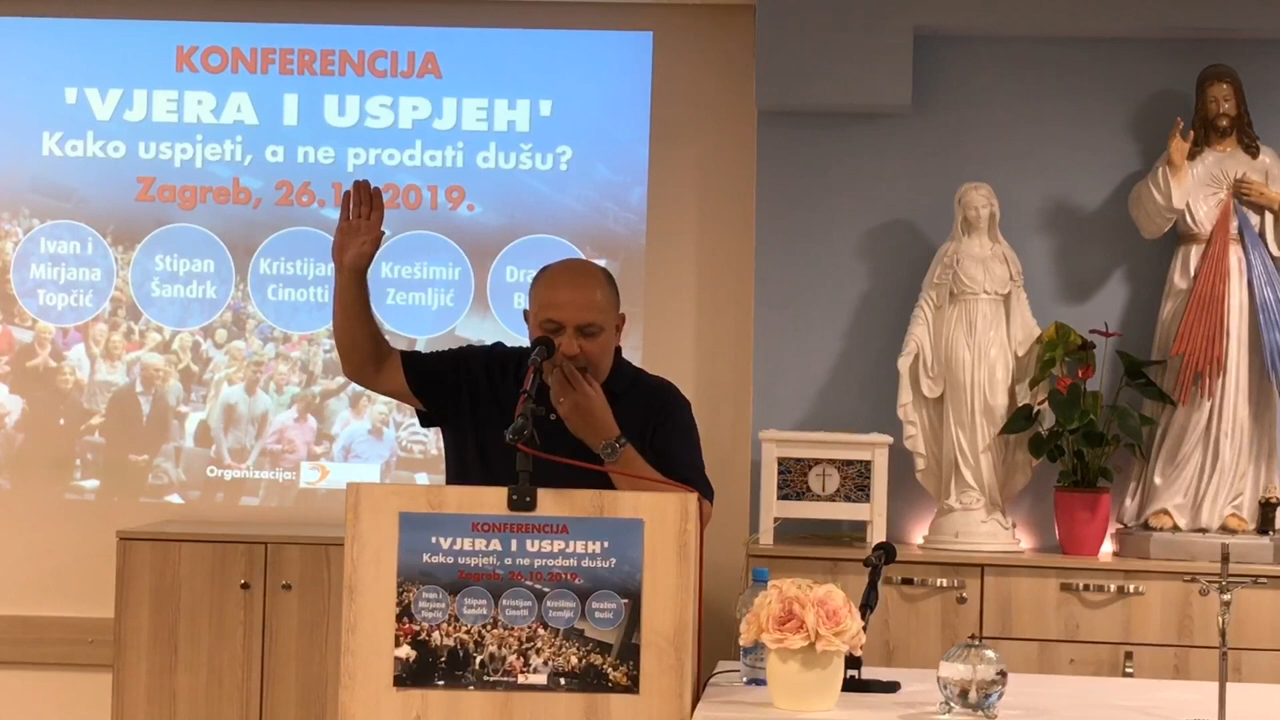 KONFERENCIJA
'VJERA I USPJEH'
Kako uspjeti, a ne prodati dušu?
Zagreb, 26.1 2019.
Ivan i
Mirjana
Topčić
Stipan
Šandrk
Kristijan
Cinotti
Krešimir
Zemljić
Organizacija:
KONFERENCIJA
'VJERA I USPJEH'
Kako uspjeti, a ne prodati dušu?
Zagreb, 26.10.2019.
Ivan i
Mirjana
Topčić
Stipan
Šandrk
Kristijan
Cinotti
Krešimir
Zemljić
Dražen
Bušić
Organizacija: